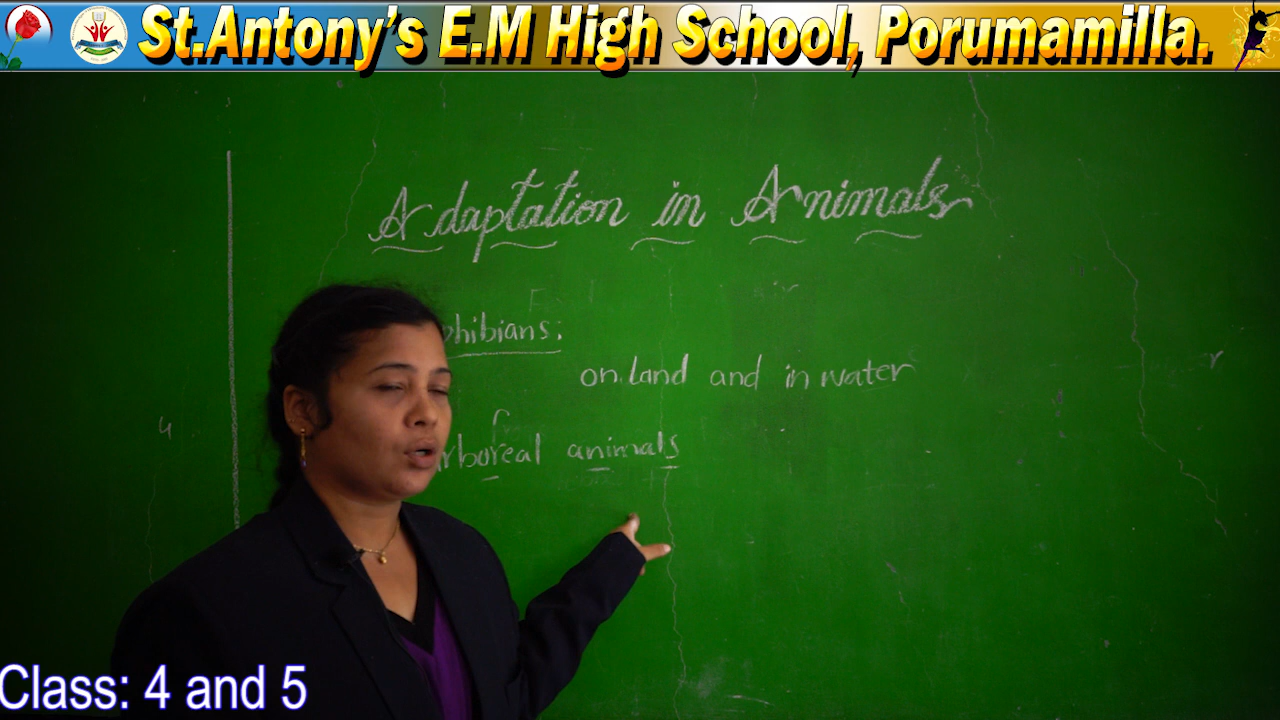 St.Antony's E.M High School, Porumamilla.
Adaptation in Animals
phibians:
on land and in water
rboreal animals
Class: 4 and 5